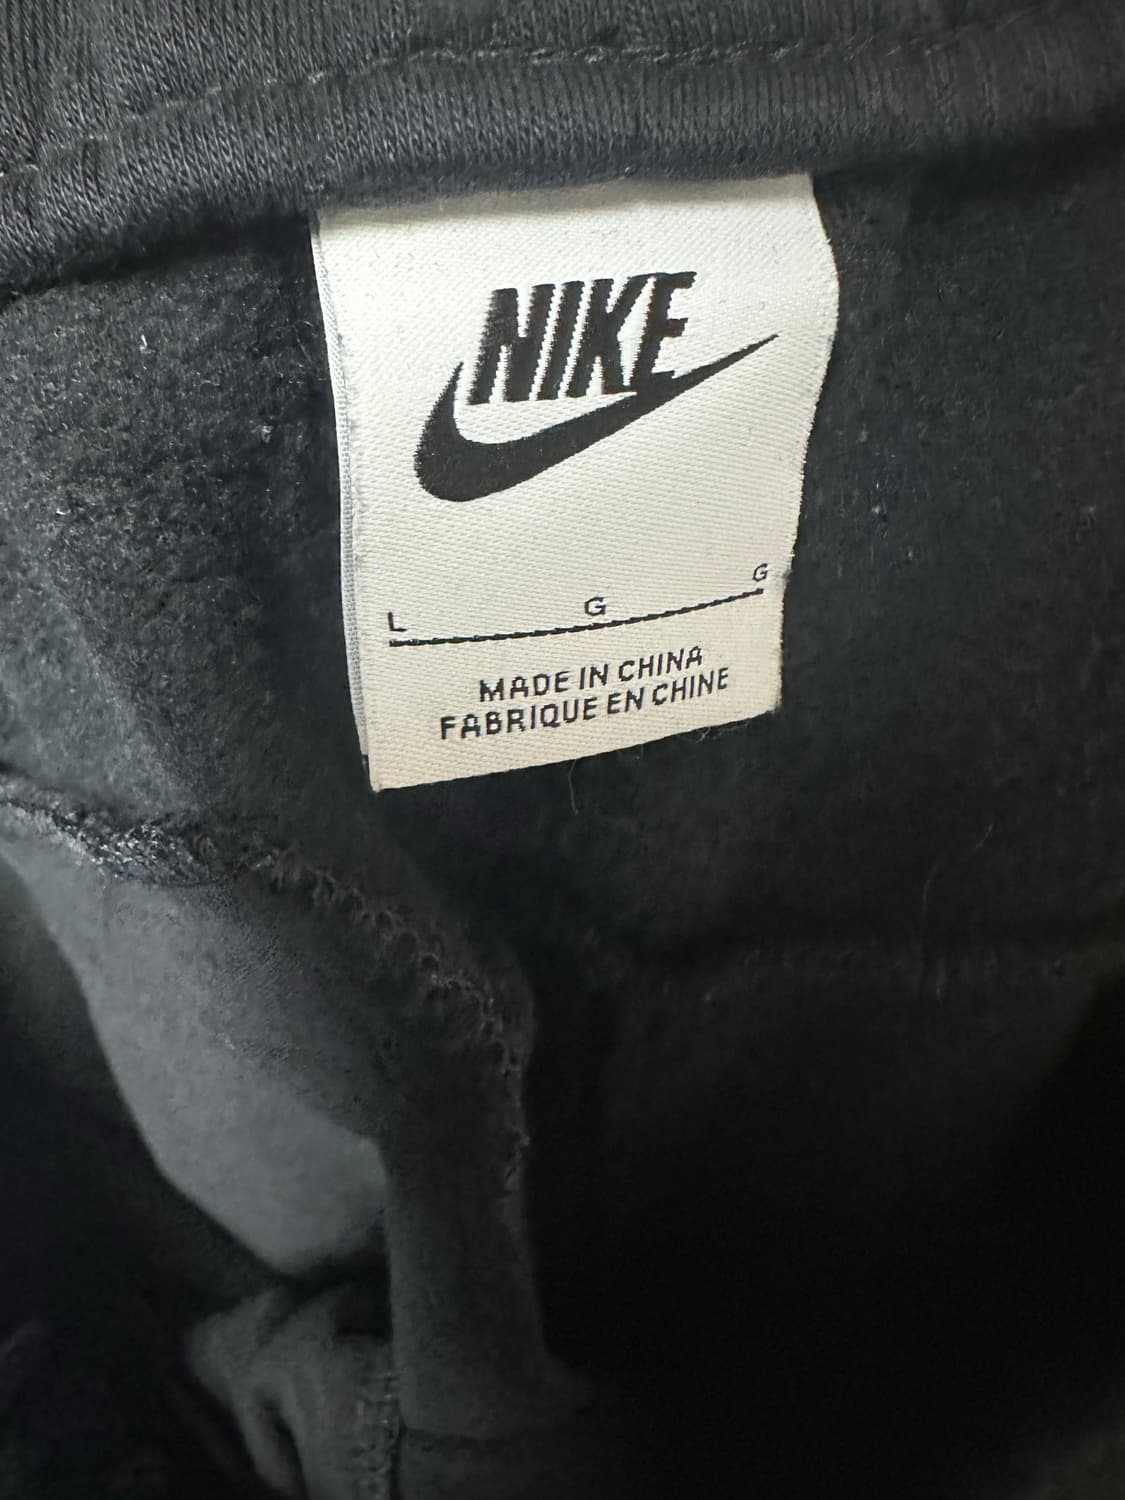 NIKE
L G G
MADE IN CHINA
FABRIQUE EN CHINE